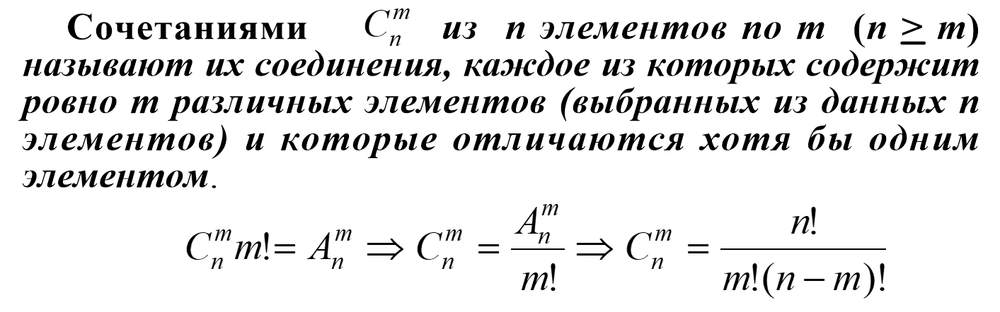 Сочетаниями $C_n^m$ из n элементов по m (n ≥ m)
называют их соединения, каждое из которых содержит
ровно m различных элементов (выбранных из данных n
элементов) и которые отличаются хотя бы одним
элементом.
$C_n^m m! = A_n^m \Rightarrow C_n^m = \frac{A_n^m}{m!} \Rightarrow C_n^m = \frac{n!}{m!(n-m)!}$